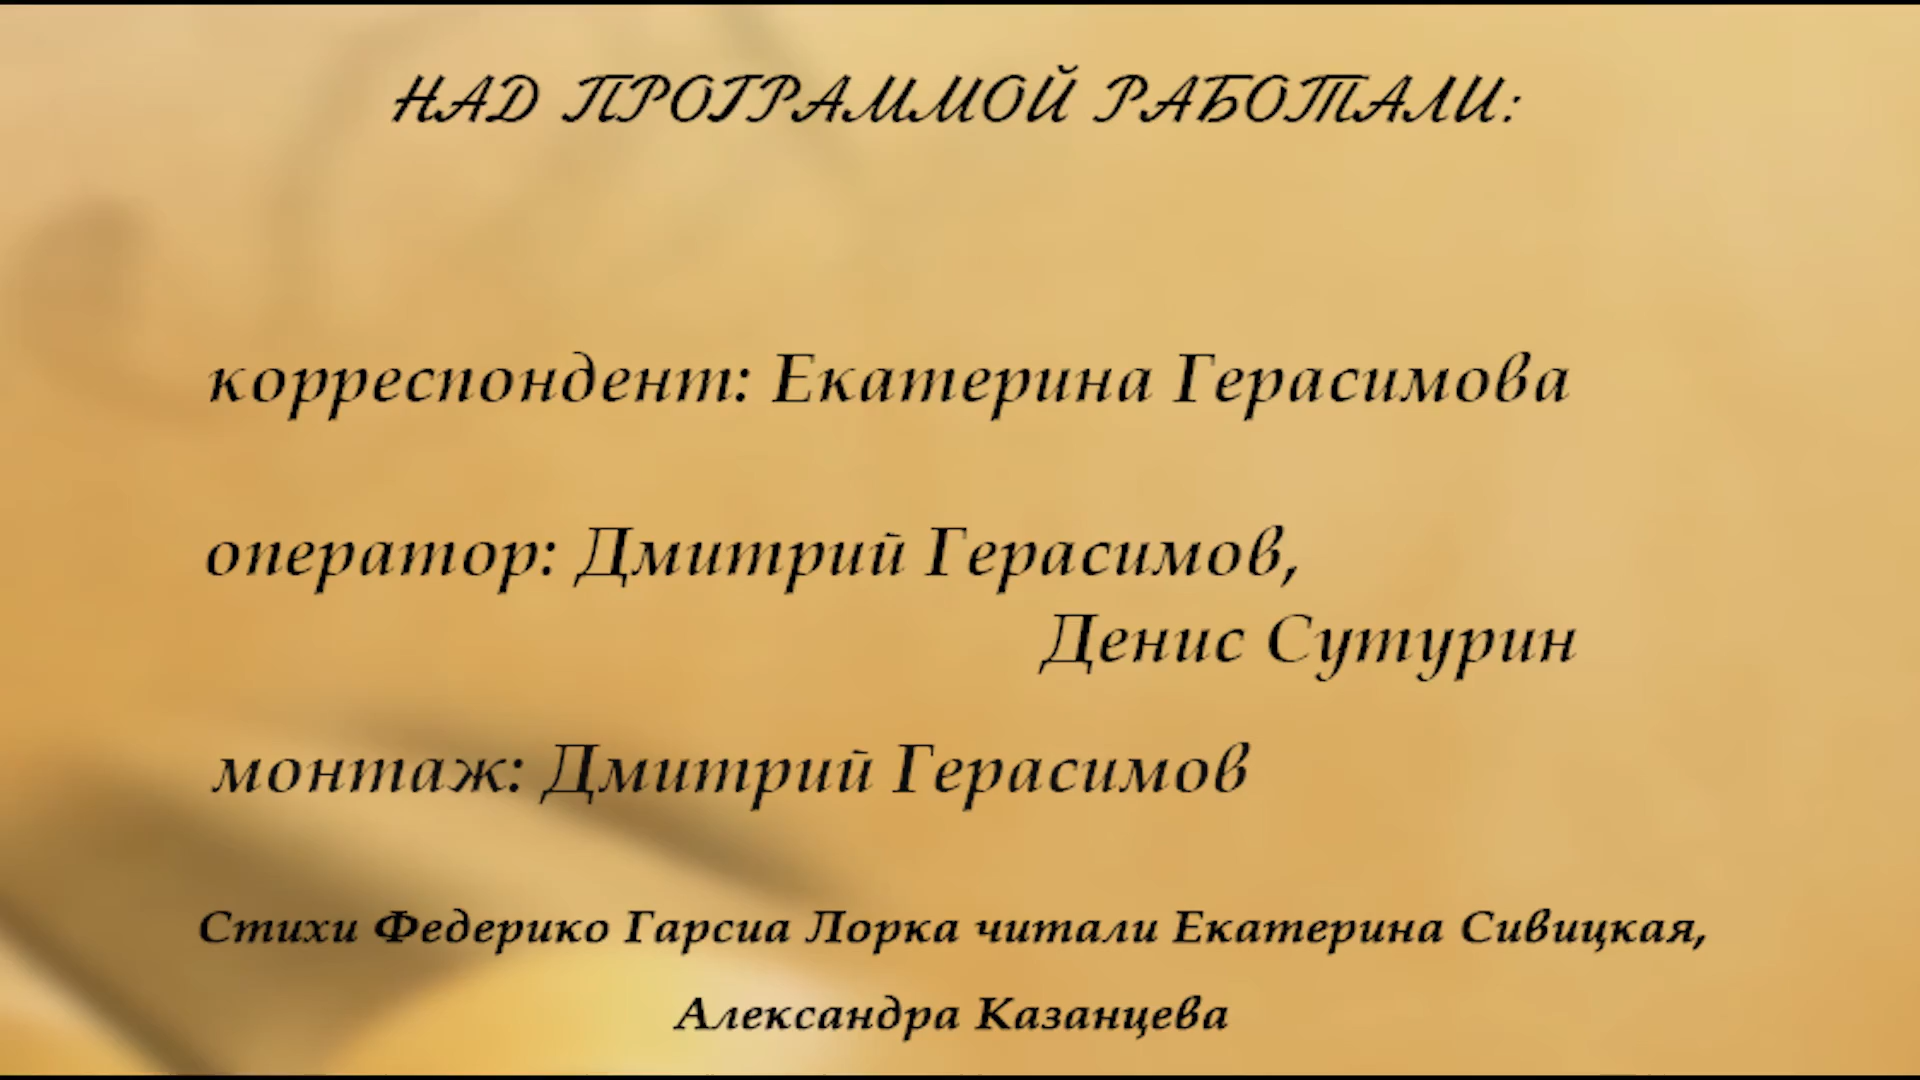 НАД ПРОГРАММОЙ РАБОТАЛИ:
корреспондент: Екатерина Герасимова
оператор: Дмитрий Герасимов,
Денис Сутурин
монтаж: Дмитрий Герасимов
Стихи Федерико Гарсиа Лорка читали Екатерина Сивицкая,
Александра Казанцева